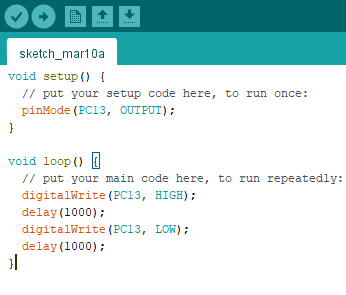 sketch_mar10a
void setup() {
  // put your setup code here, to run once:
  pinMode(PC13, OUTPUT);
}

void loop() {
  // put your main code here, to run repeatedly:
  digitalWrite(PC13, HIGH);
  delay(1000);
  digitalWrite(PC13, LOW);
  delay(1000);
}